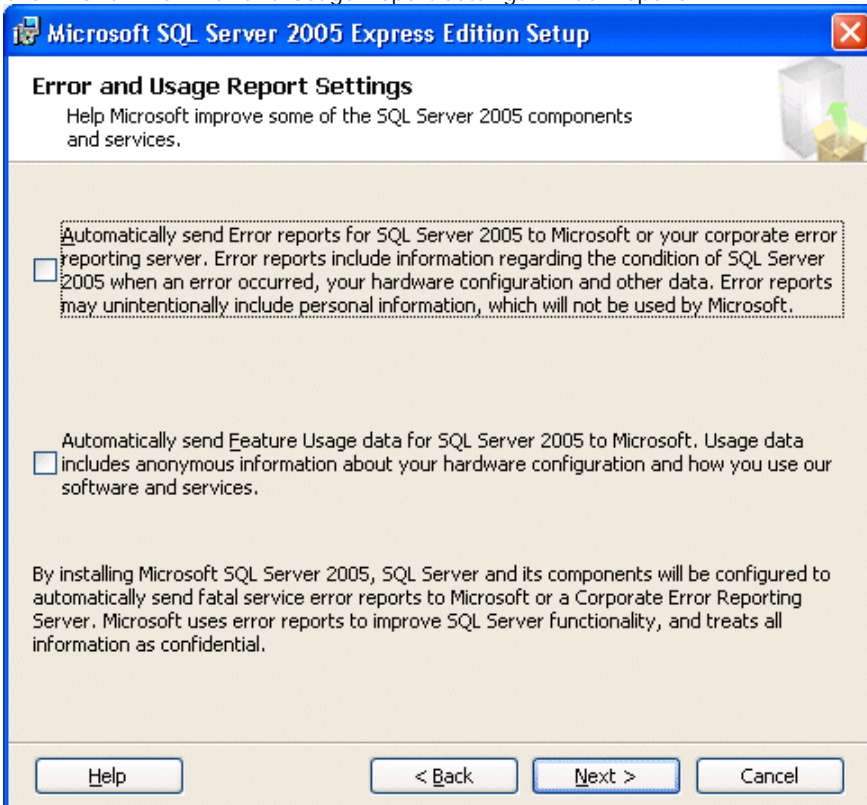 Microsoft SQL Server 2005 Express Edition Setup
Error and Usage Report Settings
Help Microsoft improve some of the SQL Server 2005 components
and services.
Automatically send Error reports for SQL Server 2005 to Microsoft or your corporate error
reporting server. Error reports include information regarding the condition of SQL Server
2005 when an error occurred, your hardware configuration and other data. Error reports
may unintentionally include personal information, which will not be used by Microsoft.
Automatically send Feature Usage data for SQL Server 2005 to Microsoft. Usage data
includes anonymous information about your hardware configuration and how you use our
software and services.
By installing Microsoft SQL Server 2005, SQL Server and its components will be configured to
automatically send fatal service error reports to Microsoft or a Corporate Error Reporting
Server. Microsoft uses error reports to improve SQL Server functionality, and treats all
information as confidential.
Help
< Back
Next >
Cancel